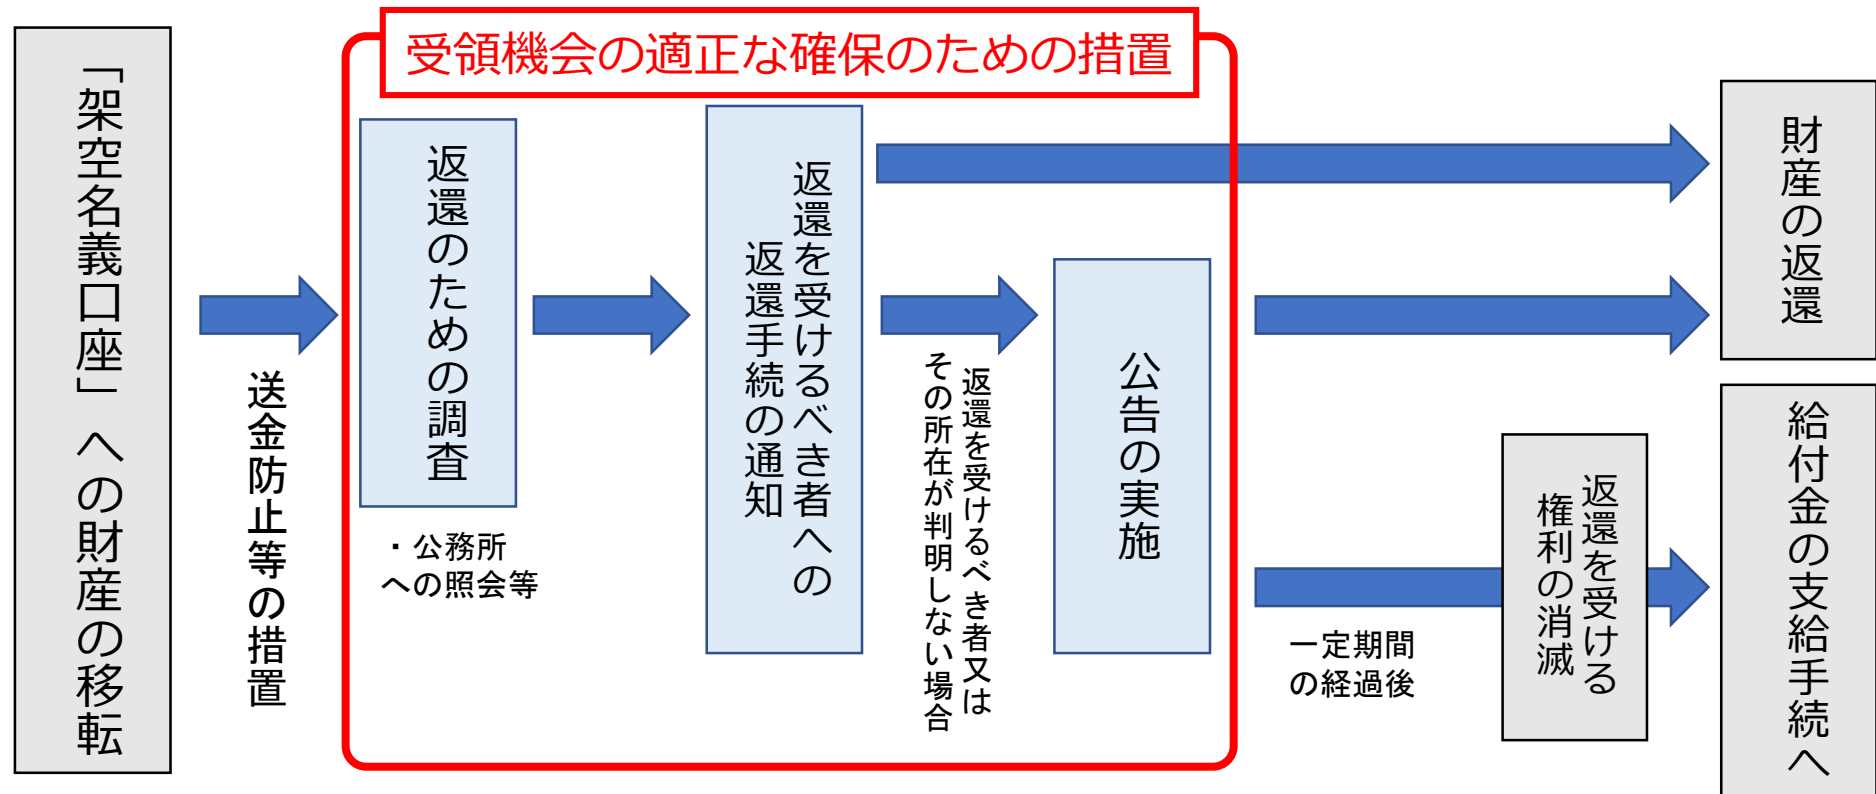 受領機会の適正な確保のための措置
「架空名義口座」への財産の移転
送金防止等の措置
返還のための調査
・公務所
への照会等
返還を受けるべき者への
返還手続の通知
返還を受けるべき者又は
その所在が判明しない場合
公告の実施
一定期間
の経過後
返還を受ける
権利の消滅
財産の返還
給付金の支給手続へ